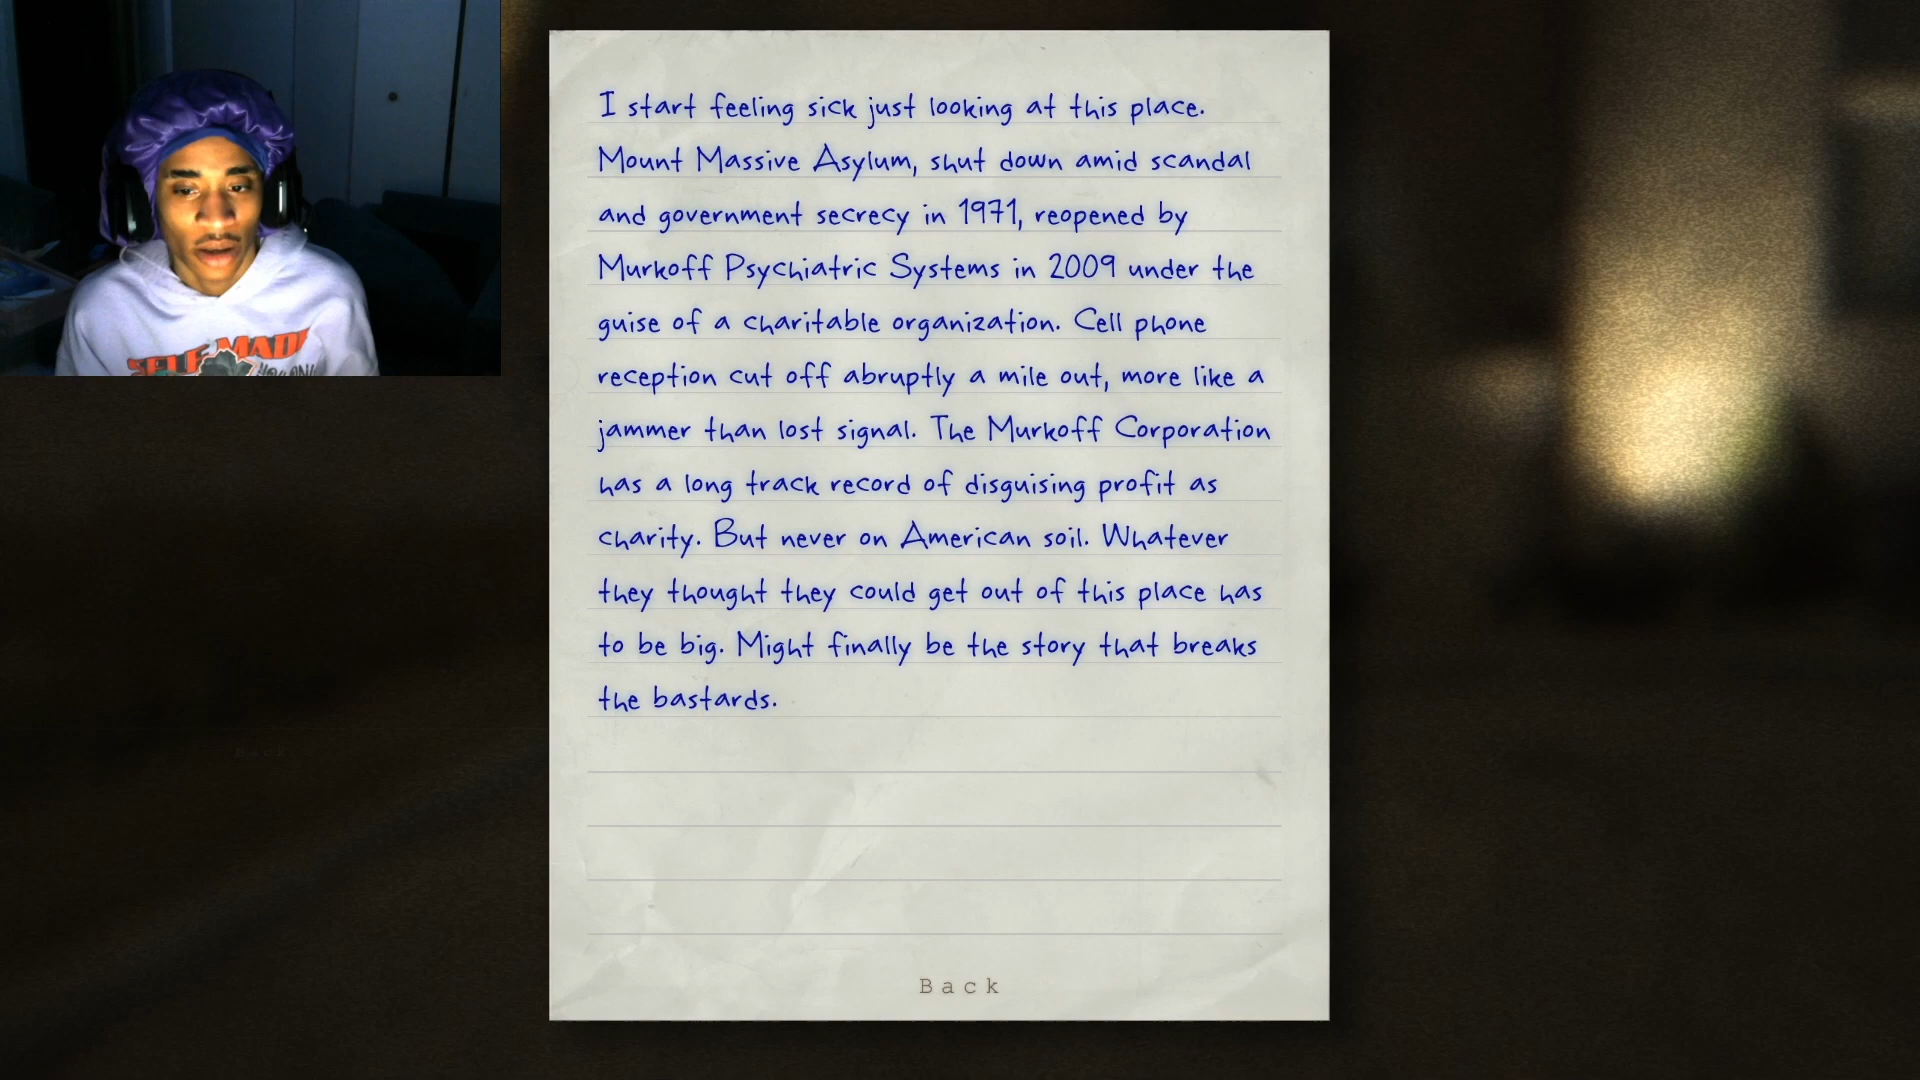 I start feeling sick just looking at this place.
Mount Massive Asylum, shut down amid scandal
and government secrecy in 1971, reopened by
Murkoff Psychiatric Systems in 2009 under the
guise of a charitable organization. Cell phone
reception cut off abruptly a mile out, more like a
jammer than lost signal. The Murkoff Corporation
has a long track record of disguising profit as
charity. But never on American soil. Whatever
they thought they could get out of this place has
to be big. Might finally be the story that breaks
the bastards.
Back
SELF MADE